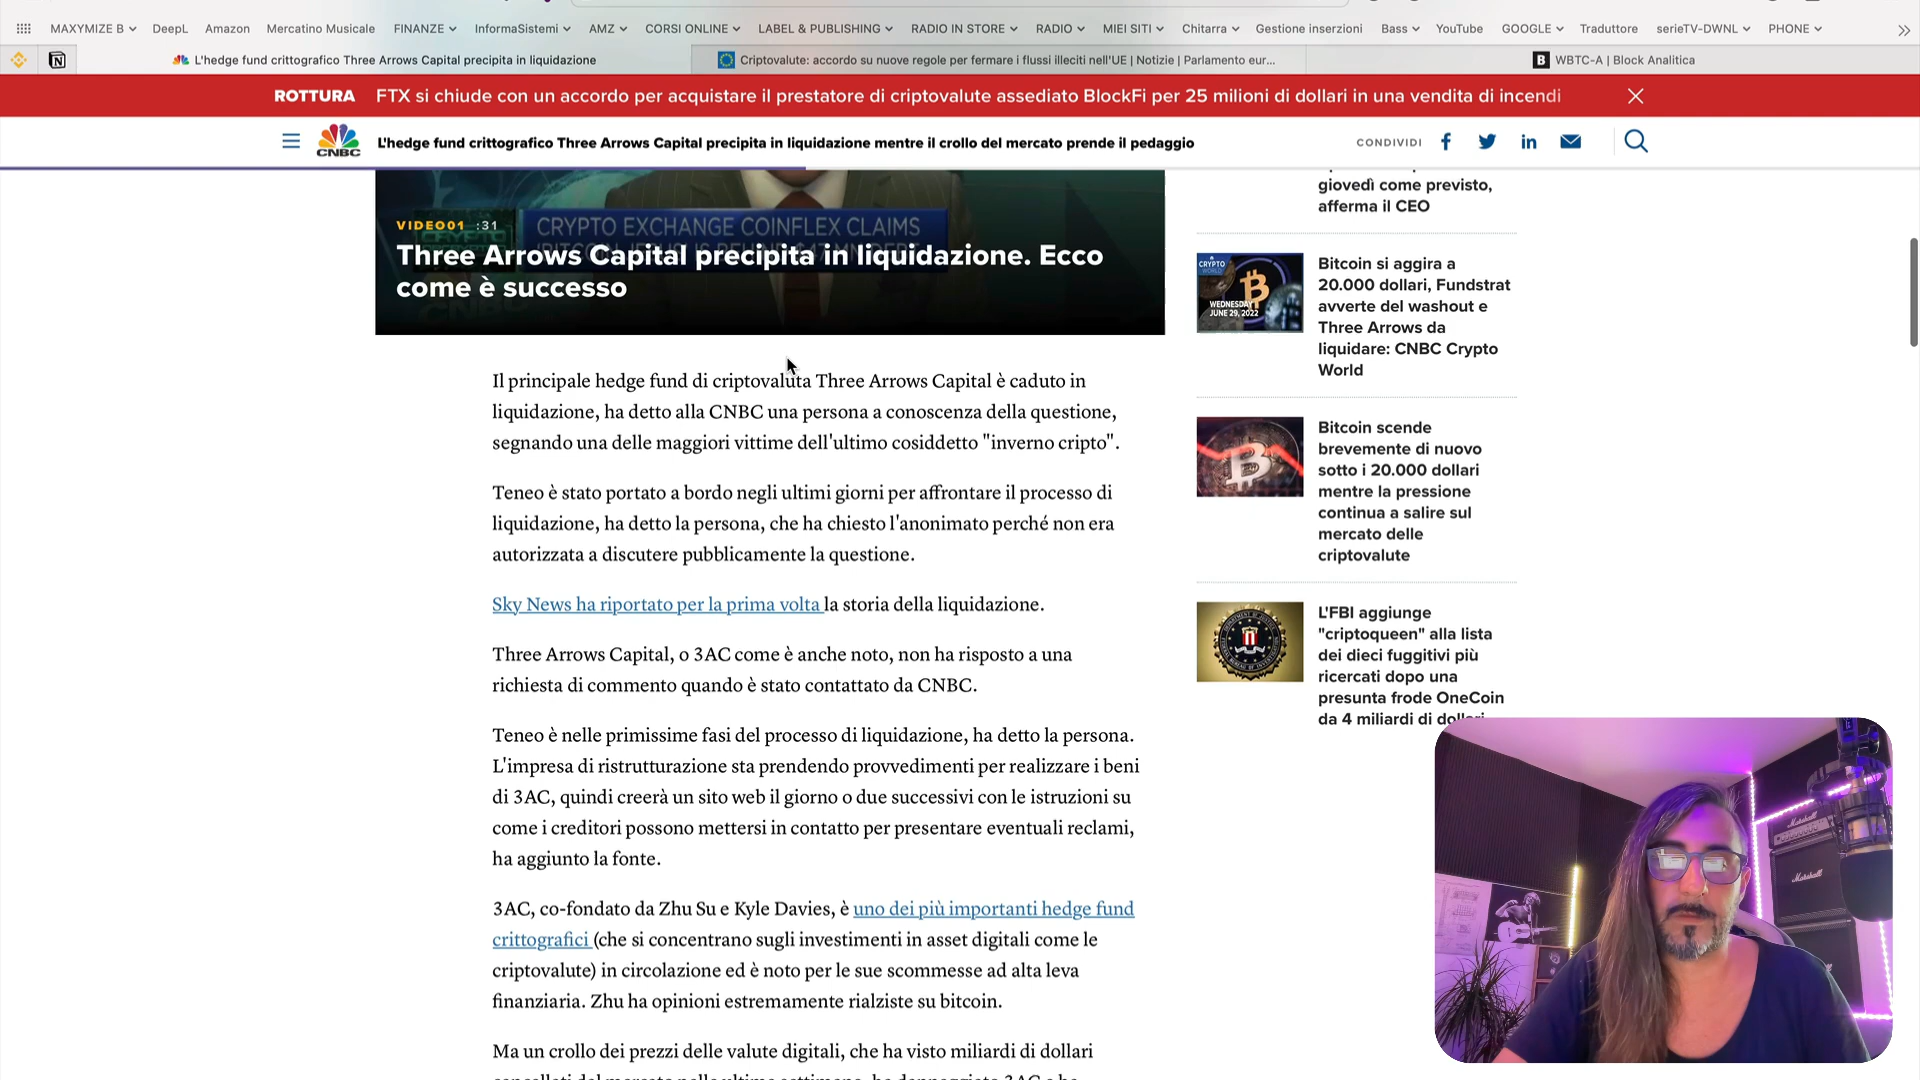 MAXYMIZE B
DeepL
Amazon
Mercatino Musicale
FINANZE
InformaSistemi
AMZ
CORSI ONLINE
LABEL & PUBLISHING
RADIO IN STORE
RADIO
MIEI SITI
Chitarra
Gestione inserzioni
Bass
YouTube
GOOGLE
Traduttore
serieTV-DWNL
PHONE
L'hedge fund crittografico Three Arrows Capital precipita in liquidazione
Criptovalute: accordo su nuove regole per fermare i flussi illeciti nell'UE | Notizie | Parlamento eur...
WBTC-A | Block Analitica
ROTTURA
FTX si chiude con un accordo per acquistare il prestatore di criptovalute assediato BlockFi per 25 milioni di dollari in una vendita di incendi
CNBC
L'hedge fund crittografico Three Arrows Capital precipita in liquidazione mentre il crollo del mercato prende il pedaggio
CONDIVIDI
CRYPTO EXCHANGE COINFLEX CLAIMS
VIDEO01 :31
Three Arrows Capital precipita in liquidazione. Ecco
come è successo
Il principale hedge fund di criptovaluta Three Arrows Capital è caduto in
liquidazione, ha detto alla CNBC una persona a conoscenza della questione,
segnando una delle maggiori vittime dell'ultimo cosiddetto "inverno cripto".
Teneo è stato portato a bordo negli ultimi giorni per affrontare il processo di
liquidazione, ha detto la persona, che ha chiesto l'anonimato perché non era
autorizzata a discutere pubblicamente la questione.
Sky News ha riportato per la prima volta la storia della liquidazione.
Three Arrows Capital, o 3AC come è anche noto, non ha risposto a una
richiesta di commento quando è stato contattato da CNBC.
Teneo è nelle primissime fasi del processo di liquidazione, ha detto la persona.
L'impresa di ristrutturazione sta prendendo provvedimenti per realizzare i beni
di 3AC, quindi creerà un sito web il giorno o due successivi con le istruzioni su
come i creditori possono mettersi in contatto per presentare eventuali reclami,
ha aggiunto la fonte.
3AC, co-fondato da Zhu Su e Kyle Davies, è uno dei più importanti hedge fund
crittografici (che si concentrano sugli investimenti in asset digitali come le
criptovalute) in circolazione ed è noto per le sue scommesse ad alta leva
finanziaria. Zhu ha opinioni estremamente rialziste su bitcoin.
Ma un crollo dei prezzi delle valute digitali, che ha visto miliardi di dollari
giovedì come previsto,
afferma il CEO
CRYPTO
WORLD
WEDNESDAY
JUNE 29, 2022
Bitcoin si aggira a
20.000 dollari, Fundstrat
avverte del washout e
Three Arrows da
liquidare: CNBC Crypto
World
Bitcoin scende
brevemente di nuovo
sotto i 20.000 dollari
mentre la pressione
continua a salire sul
mercato delle
criptovalute
L'FBI aggiunge
"criptoqueen" alla lista
dei dieci fuggitivi più
ricercati dopo una
presunta frode OneCoin
da 4 miliardi di dollari
Marshall
Marshall